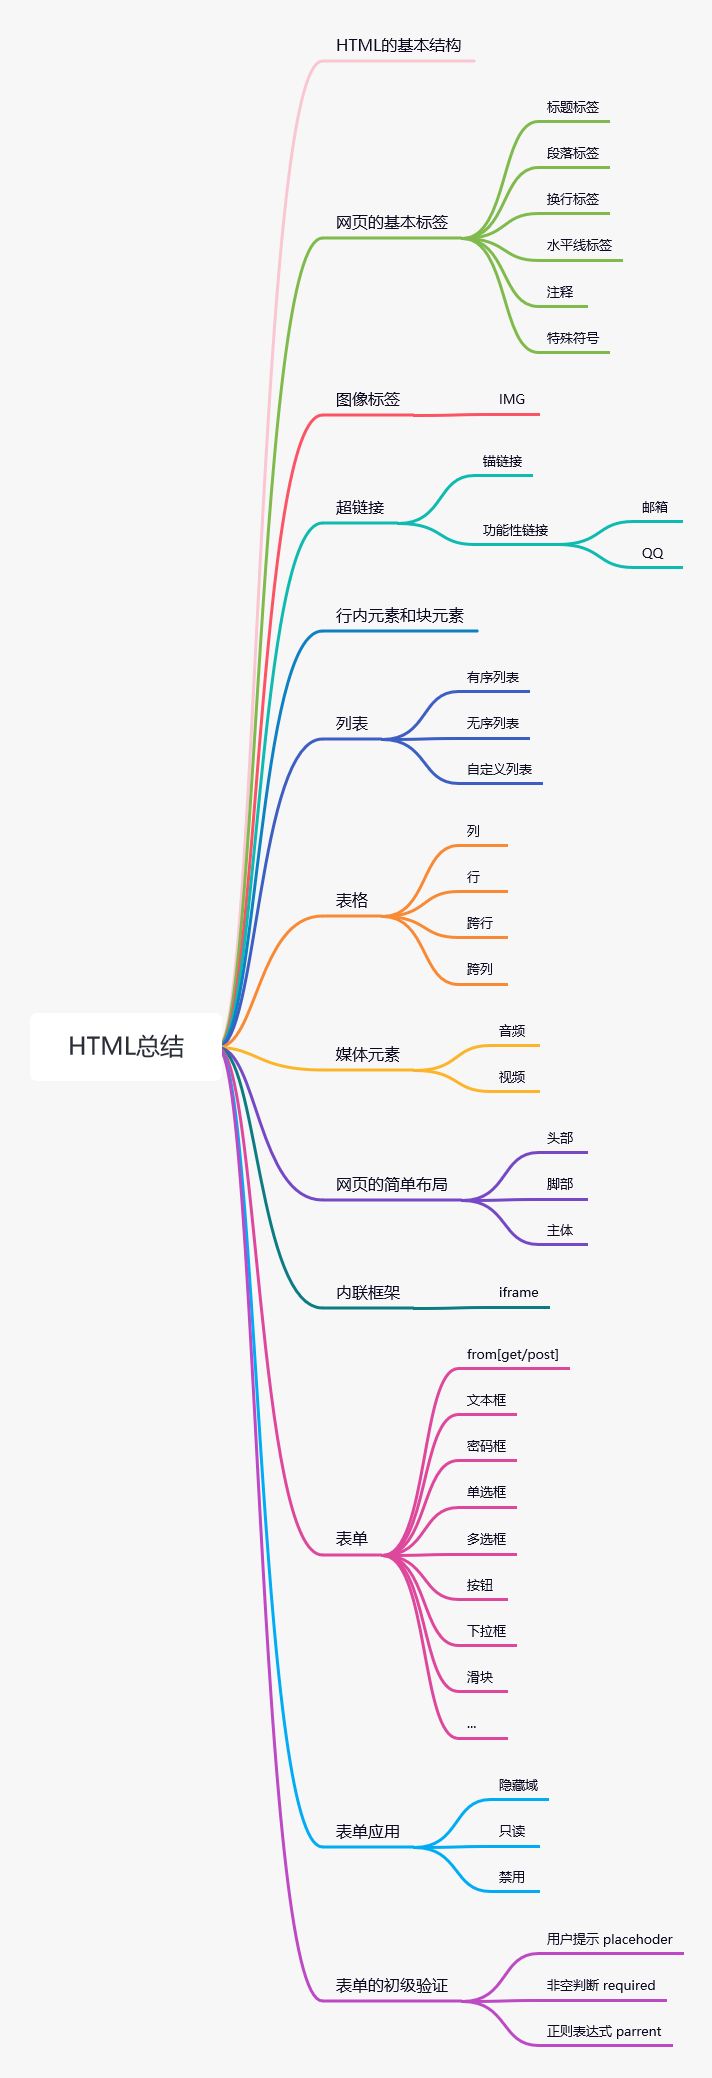 HTML总结
HTML的基本结构
网页的基本标签
标题标签
段落标签
换行标签
水平线标签
注释
特殊符号
图像标签
IMG
超链接
锚链接
功能性链接
邮箱
QQ
行内元素和块元素
列表
有序列表
无序列表
自定义列表
表格
列
行
跨行
跨列
媒体元素
音频
视频
网页的简单布局
头部
脚部
主体
内联框架
iframe
表单
from[get/post]
文本框
密码框
单选框
多选框
按钮
下拉框
滑块
...
表单应用
隐藏域
只读
禁用
表单的初级验证
用户提示 placehoder
非空判断 required
正则表达式 parrent